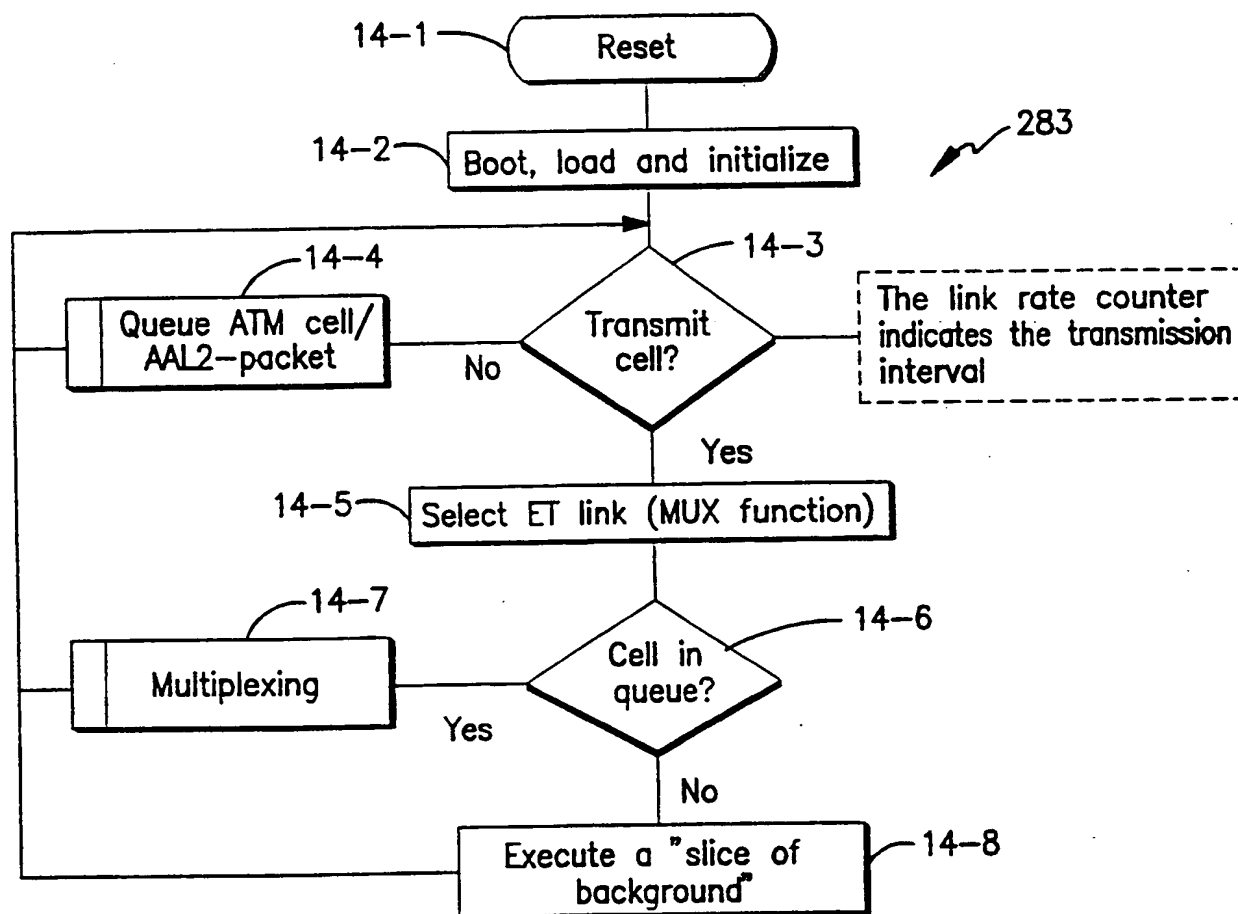 14-1
Reset
283
14-2
Boot, load and initialize
14-3
14-4
Queue ATM cell/
AAL2-packet
No
Transmit
cell?
The link rate counter
indicates the transmission
interval
Yes
14-5
Select ET link (MUX function)
14-7
14-6
Multiplexing
Yes
Cell in
queue?
No
Execute a "slice of
background"
14-8